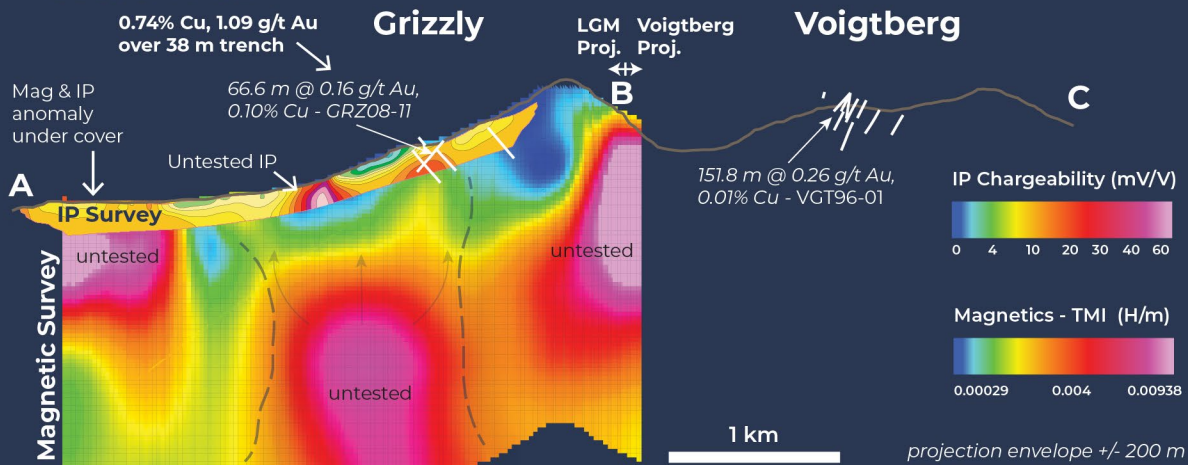 0.74% Cu, 1.09 g/t Au
over 38 m trench
Grizzly
LGM
Proj.
Voigtberg
Proj.
Voigtberg
66.6 m @ 0.16 g/t Au,
0.10% Cu - GRZ08-11
Mag & IP
anomaly
under cover
Untested IP
A
B
C
151.8 m @ 0.26 g/t Au,
0.01% Cu - VGT96-01
IP Survey
untested
untested
untested
Magnetic Survey
IP Chargeability (mV/V)
0 4 10 20 30 40 60
Magnetics - TMI (H/m)
0.00029 0.004 0.00938
1 km
projection envelope +/- 200 m